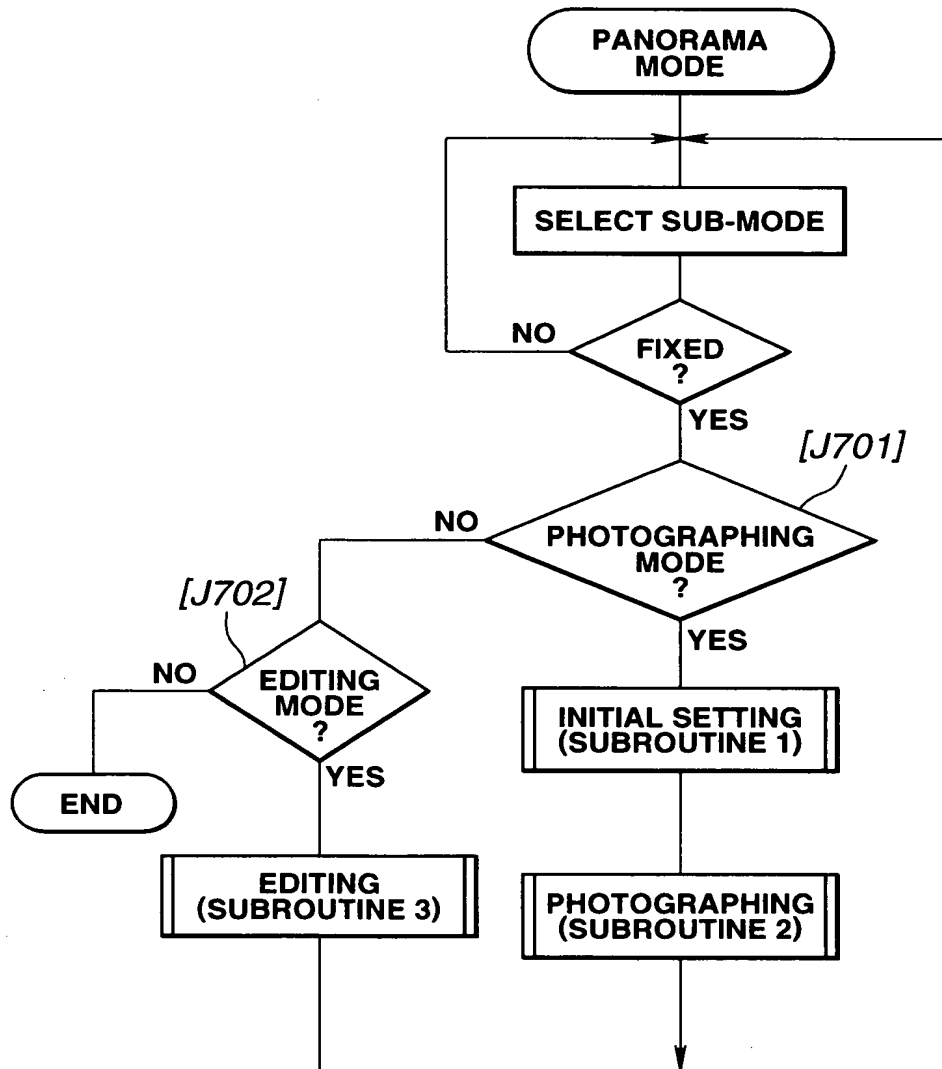 PANORAMA
MODE
SELECT SUB-MODE
NO
FIXED
?
YES
[J701]
NO
PHOTOGRAPHING
MODE
?
YES
[J702]
NO
EDITING
MODE
?
YES
INITIAL SETTING
(SUBROUTINE 1)
END
EDITING
(SUBROUTINE 3)
PHOTOGRAPHING
(SUBROUTINE 2)